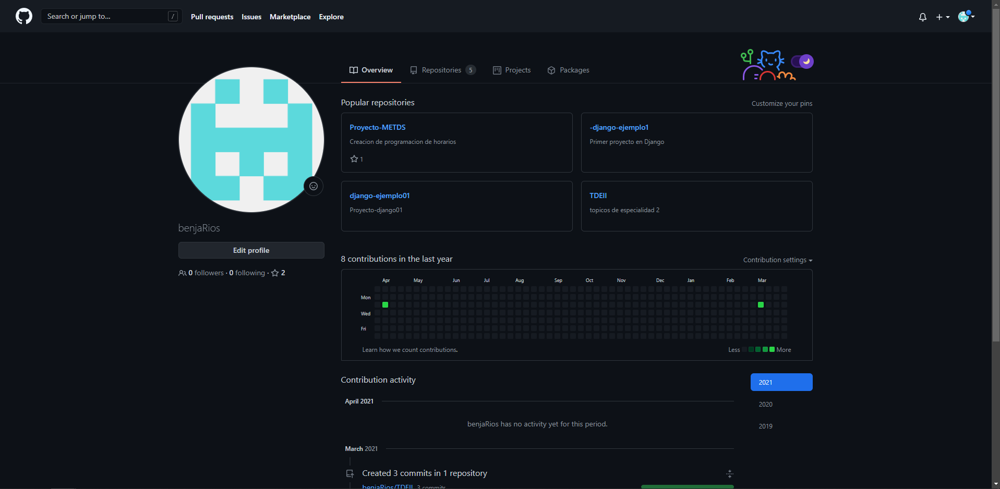 Search or jump to... / Pull requests Issues Marketplace Explore
Overview Repositories 5 Projects Packages
Popular repositories Customize your pins
Proyecto-METDS
Creacion de programacion de horarios
1
-django-ejemplo1
Primer proyecto en Django
django-ejemplo01
Proyecto-django01
TDEII
topicos de especialidad 2
benjaRios
Edit profile
0 followers · 0 following · 2
8 contributions in the last year Contribution settings
Apr May Jun Jul Aug Sep Oct Nov Dec Jan Feb Mar
Mon
Wed
Fri
Learn how we count contributions. Less More
Contribution activity
2021
2020
2019
April 2021
benjaRios has no activity yet for this period.
March 2021
Created 3 commits in 1 repository
benjaRios/TDEII 3 commits